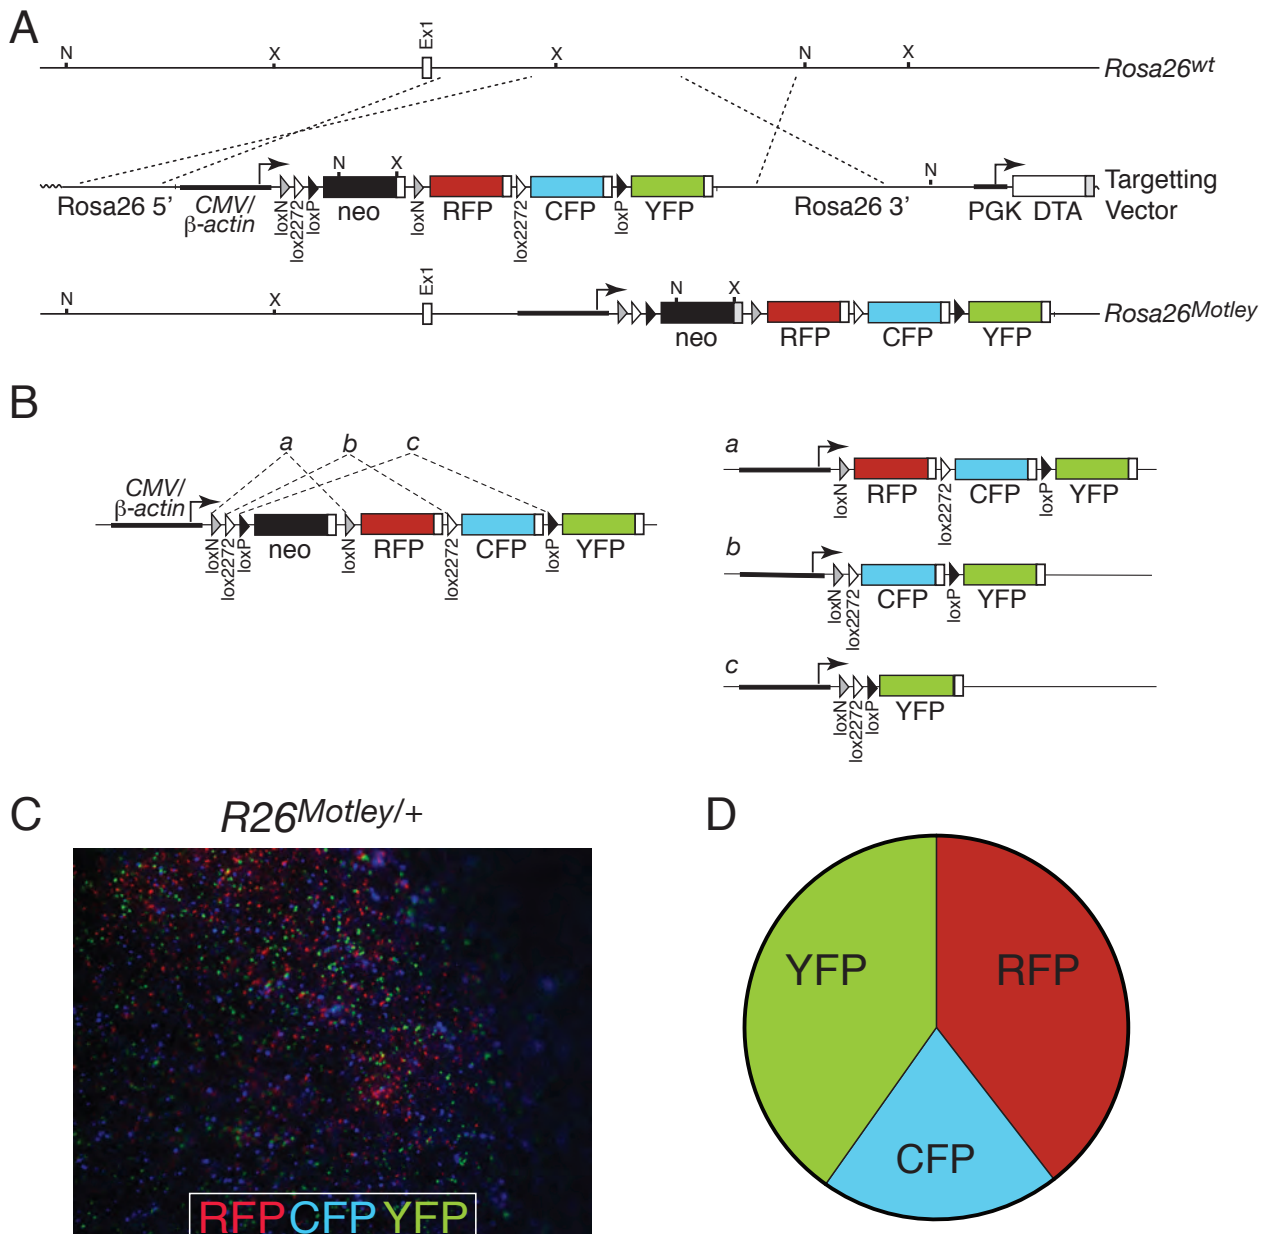 A
N X Ex1 X N X Rosa26wt
N X N
Rosa26 5' CMV/ β-actin loxN lox2272 loxP neo loxN RFP lox2272 CFP loxP YFP Rosa26 3' PGK DTA Targetting Vector
N X Ex1 N X Rosa26Motley
neo RFP CFP YFP
B
a b c
CMV/ β-actin
loxN lox2272 loxP neo loxN RFP lox2272 CFP loxP YFP
a
loxN RFP lox2272 CFP loxP YFP
b
loxN lox2272 CFP loxP YFP
c
loxN lox2272 loxP YFP
C
R26Motley/+
RFP CFP YFP
D
YFP RFP
CFP